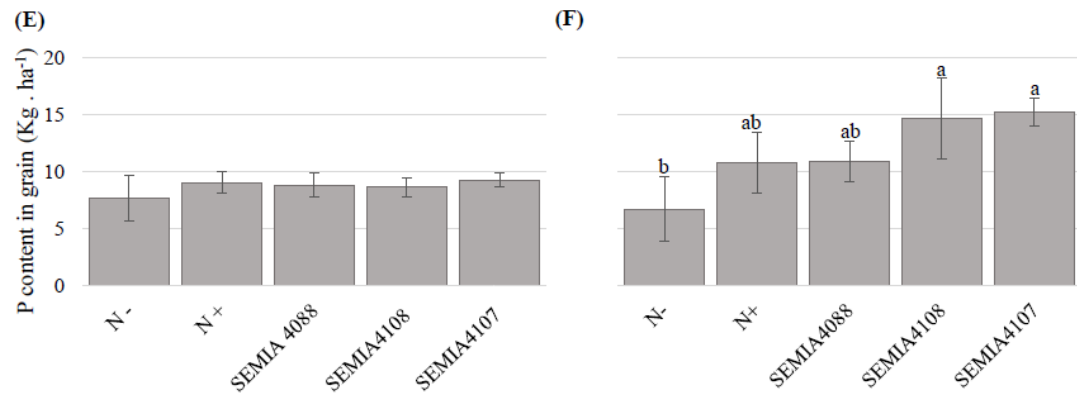 (E)
(F)
P content in grain (Kg . ha⁻¹)
20
15
10
5
0
N -
N +
SEMIA 4088
SEMIA4108
SEMIA4107
b
ab
ab
a
a
N-
N+
SEMIA4088
SEMIA4108
SEMIA4107